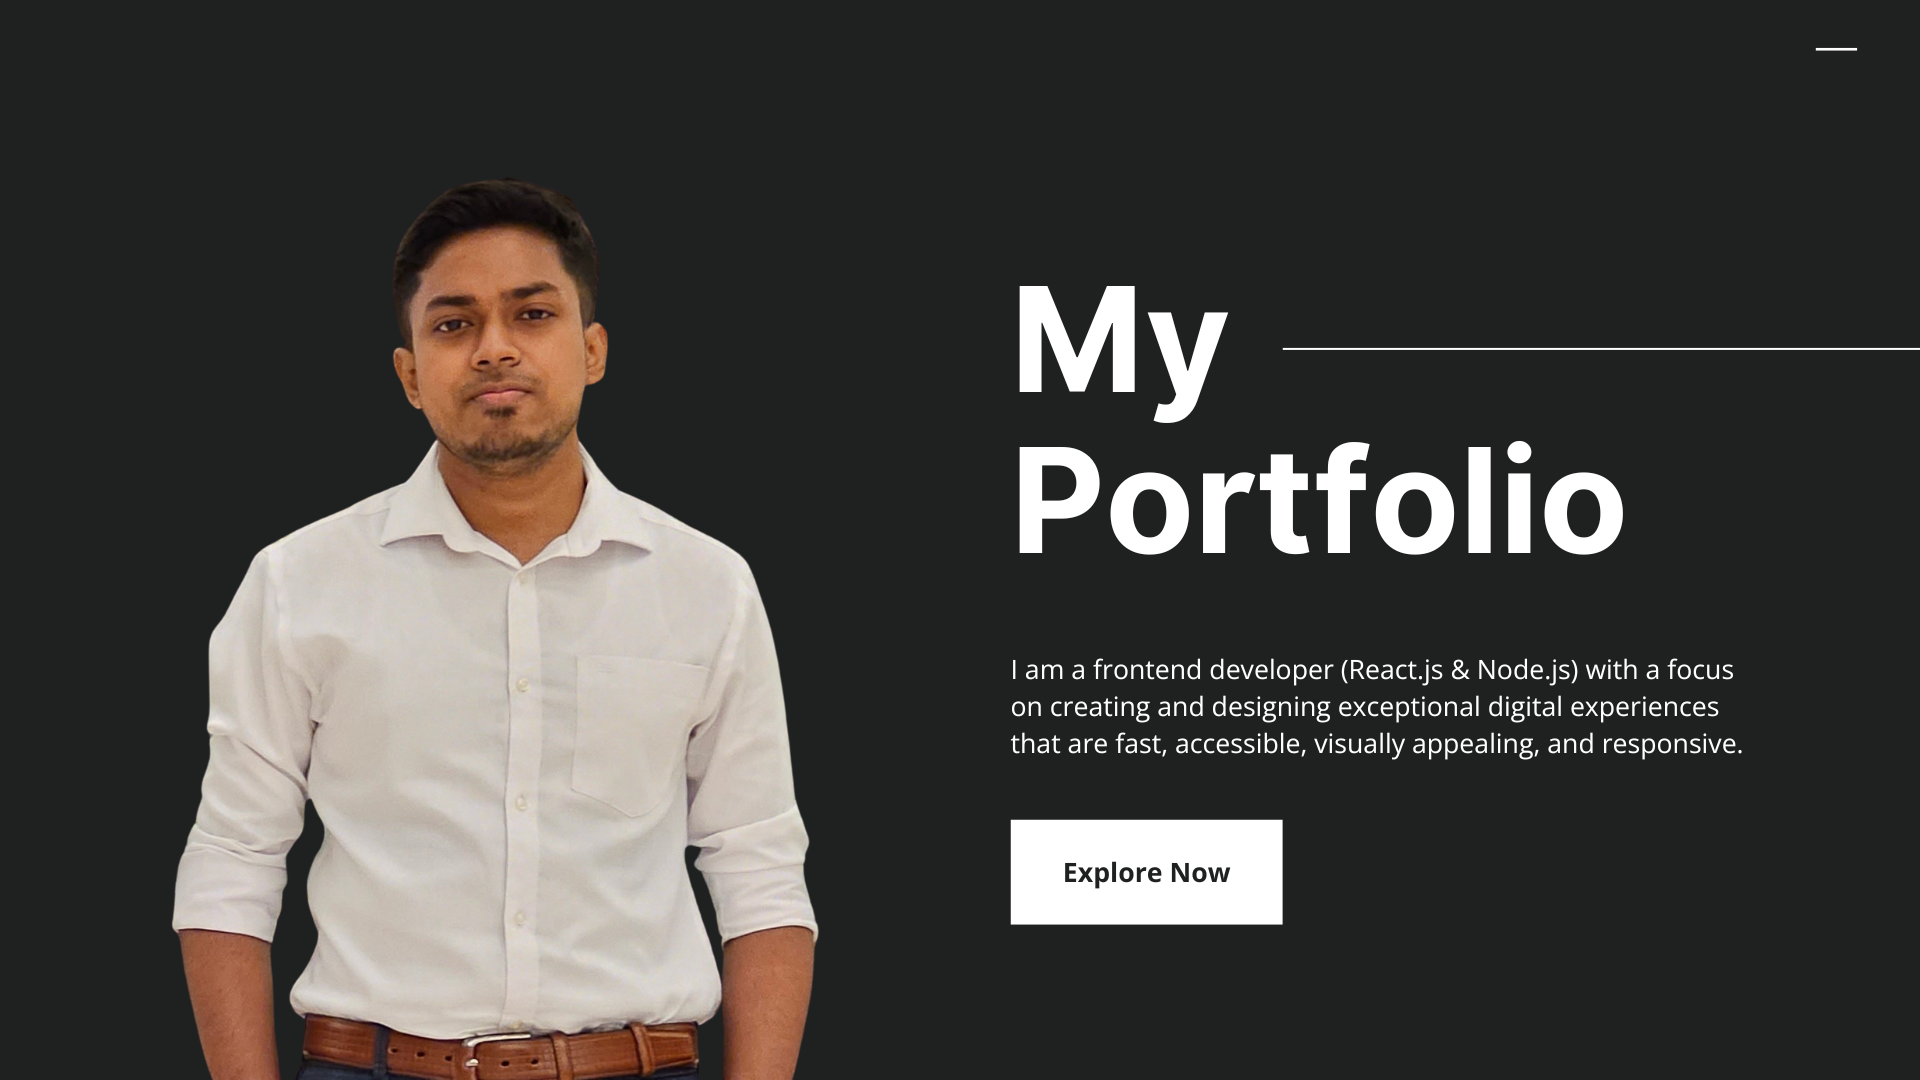 My
Portfolio
I am a frontend developer (React.js & Node.js) with a focus
on creating and designing exceptional digital experiences
that are fast, accessible, visually appealing, and responsive.
Explore Now